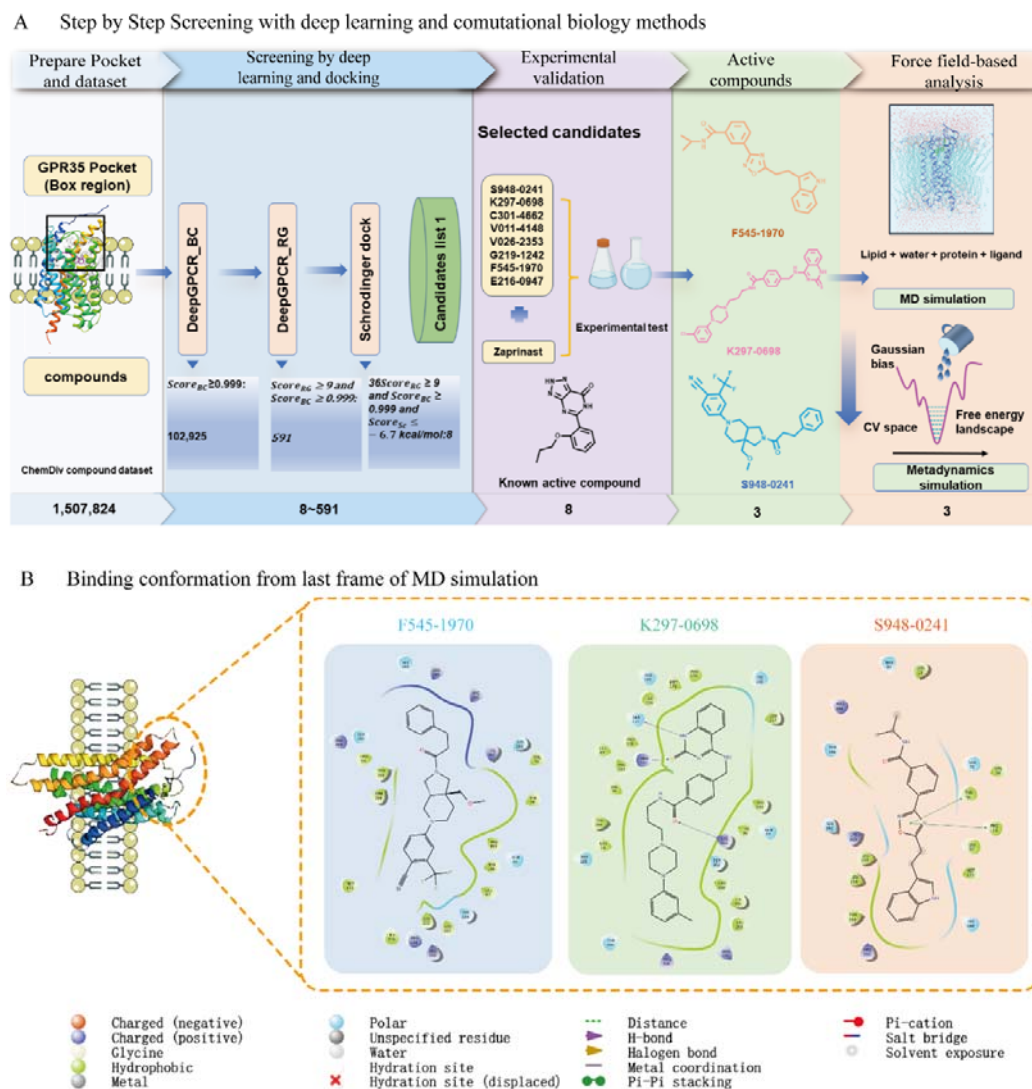 A Step by Step Screening with deep learning and comutational biology methods
Prepare Pocket
and dataset
Screening by deep
learning and docking
Experimental
validation
Active
compounds
Force field-based
analysis
GPR35 Pocket
(Box region)
compounds
ChemDiv compound dataset
DeepGPCR_BC
DeepGPCR_RG
Schrodinger dock
Candidates list 1
Score_BC≥0.999:
102,925
Score_RG ≥ 9 and
Score_BC ≥ 0.999:
591
36Score_BC ≥ 9
and Score_BC ≥
0.999 and
Score_Sc ≤
− 6.7 kcal/mol:8
Selected candidates
S948-0241
K297-0698
C301-4662
V011-4148
V026-2353
G219-1242
F545-1970
E216-0947
Zaprinast
Experimental test
Known active compound
F545-1970
K297-0698
S948-0241
Lipid + water + protein + ligand
MD simulation
Gaussian
bias
CV space
Free energy
landscape
Metadynamics
simulation
1,507,824
8~591
8
3
3
B Binding conformation from last frame of MD simulation
F545-1970
K297-0698
S948-0241
Charged (negative)
Charged (positive)
Glycine
Hydrophobic
Metal
Polar
Unspecified residue
Water
Hydration site
Hydration site (displaced)
Distance
H-bond
Halogen bond
Metal coordination
Pi-Pi stacking
Pi-cation
Salt bridge
Solvent exposure